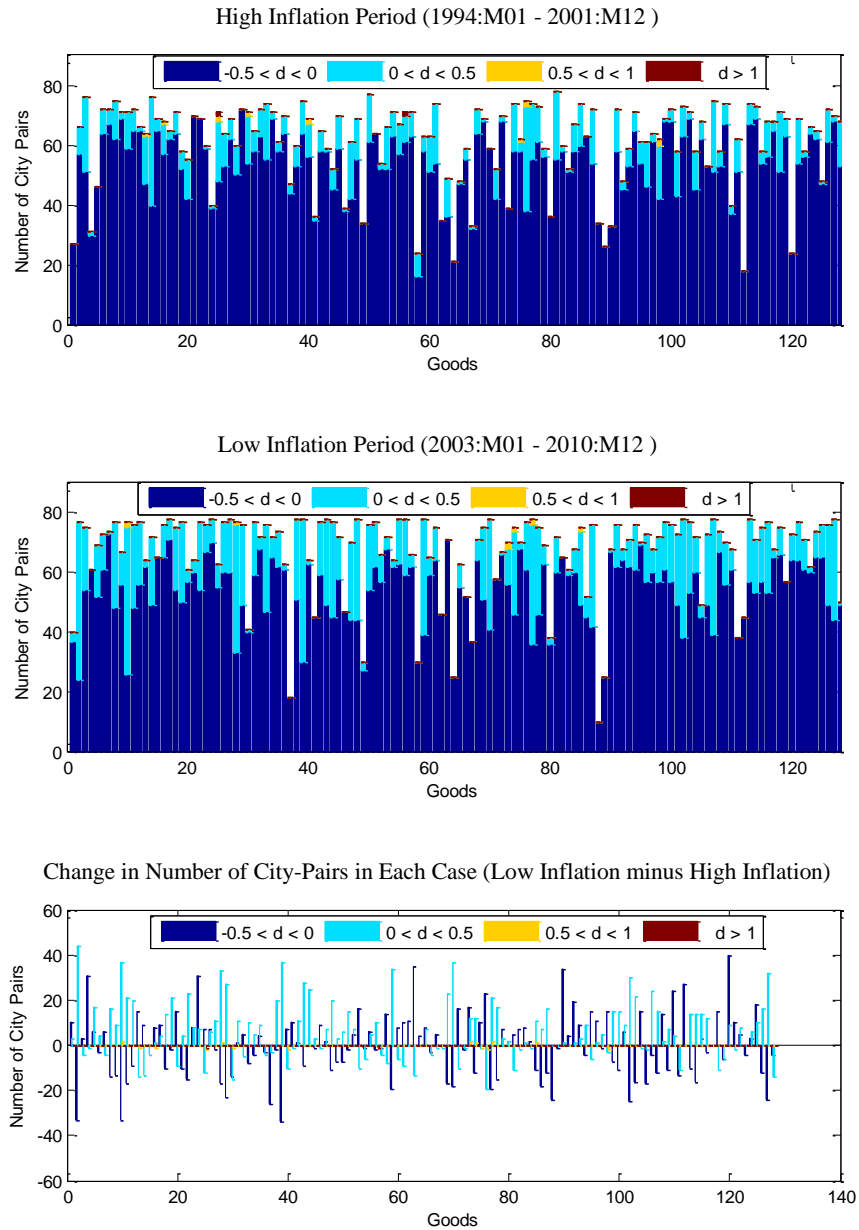 High Inflation Period (1994:M01 - 2001:M12 )
-0.5 < d < 0 0 < d < 0.5 0.5 < d < 1 d > 1
80
60
40
20
0
Number of City Pairs
0 20 40 60 80 100 120
Goods
Low Inflation Period (2003:M01 - 2010:M12 )
-0.5 < d < 0 0 < d < 0.5 0.5 < d < 1 d > 1
80
60
40
20
0
Number of City Pairs
0 20 40 60 80 100 120
Goods
Change in Number of City-Pairs in Each Case (Low Inflation minus High Inflation)
-0.5 < d < 0 0 < d < 0.5 0.5 < d < 1 d > 1
60
40
20
0
-20
-40
-60
Number of City Pairs
0 20 40 60 80 100 120 140
Goods